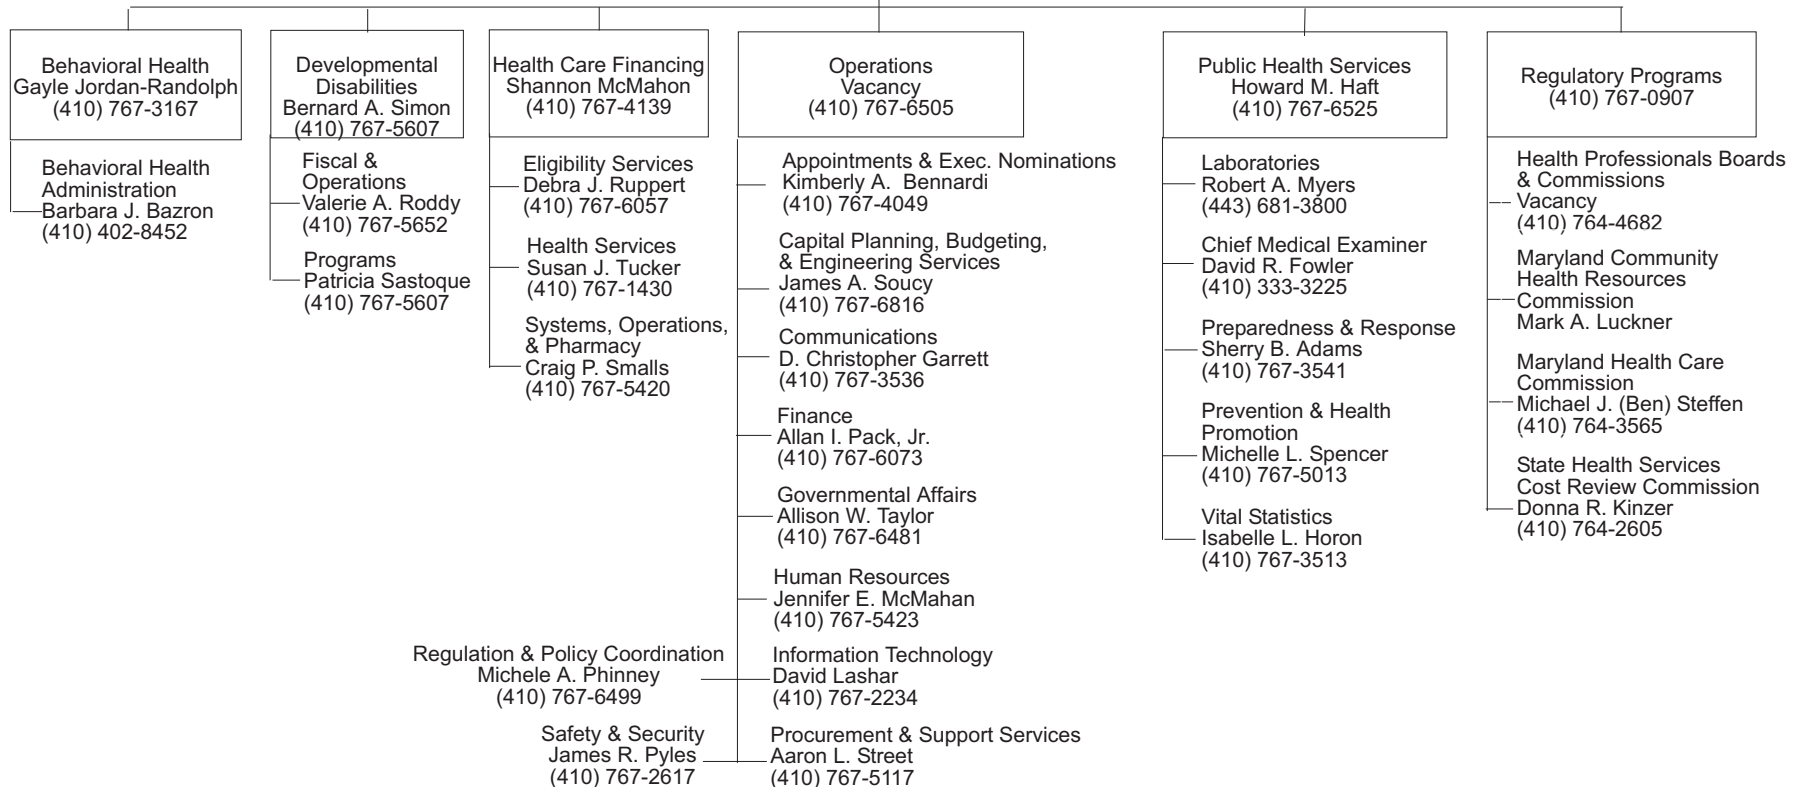 Behavioral Health
Gayle Jordan-Randolph
(410) 767-3167
Behavioral Health
Administration
Barbara J. Bazron
(410) 402-8452
Developmental
Disabilities
Bernard A. Simon
(410) 767-5607
Fiscal &
Operations
Valerie A. Roddy
(410) 767-5652
Programs
Patricia Sastoque
(410) 767-5607
Health Care Financing
Shannon McMahon
(410) 767-4139
Eligibility Services
Debra J. Ruppert
(410) 767-6057
Health Services
Susan J. Tucker
(410) 767-1430
Systems, Operations,
& Pharmacy
Craig P. Smalls
(410) 767-5420
Operations
Vacancy
(410) 767-6505
Appointments & Exec. Nominations
Kimberly A. Bennardi
(410) 767-4049
Capital Planning, Budgeting,
& Engineering Services
James A. Soucy
(410) 767-6816
Communications
D. Christopher Garrett
(410) 767-3536
Finance
Allan I. Pack, Jr.
(410) 767-6073
Governmental Affairs
Allison W. Taylor
(410) 767-6481
Human Resources
Jennifer E. McMahan
(410) 767-5423
Regulation & Policy Coordination
Michele A. Phinney
(410) 767-6499
Information Technology
David Lashar
(410) 767-2234
Safety & Security
James R. Pyles
(410) 767-2617
Procurement & Support Services
Aaron L. Street
(410) 767-5117
Public Health Services
Howard M. Haft
(410) 767-6525
Laboratories
Robert A. Myers
(443) 681-3800
Chief Medical Examiner
David R. Fowler
(410) 333-3225
Preparedness & Response
Sherry B. Adams
(410) 767-3541
Prevention & Health
Promotion
Michelle L. Spencer
(410) 767-5013
Vital Statistics
Isabelle L. Horon
(410) 767-3513
Regulatory Programs
(410) 767-0907
Health Professionals Boards
& Commissions
Vacancy
(410) 764-4682
Maryland Community
Health Resources
Commission
Mark A. Luckner
Maryland Health Care
Commission
Michael J. (Ben) Steffen
(410) 764-3565
State Health Services
Cost Review Commission
Donna R. Kinzer
(410) 764-2605